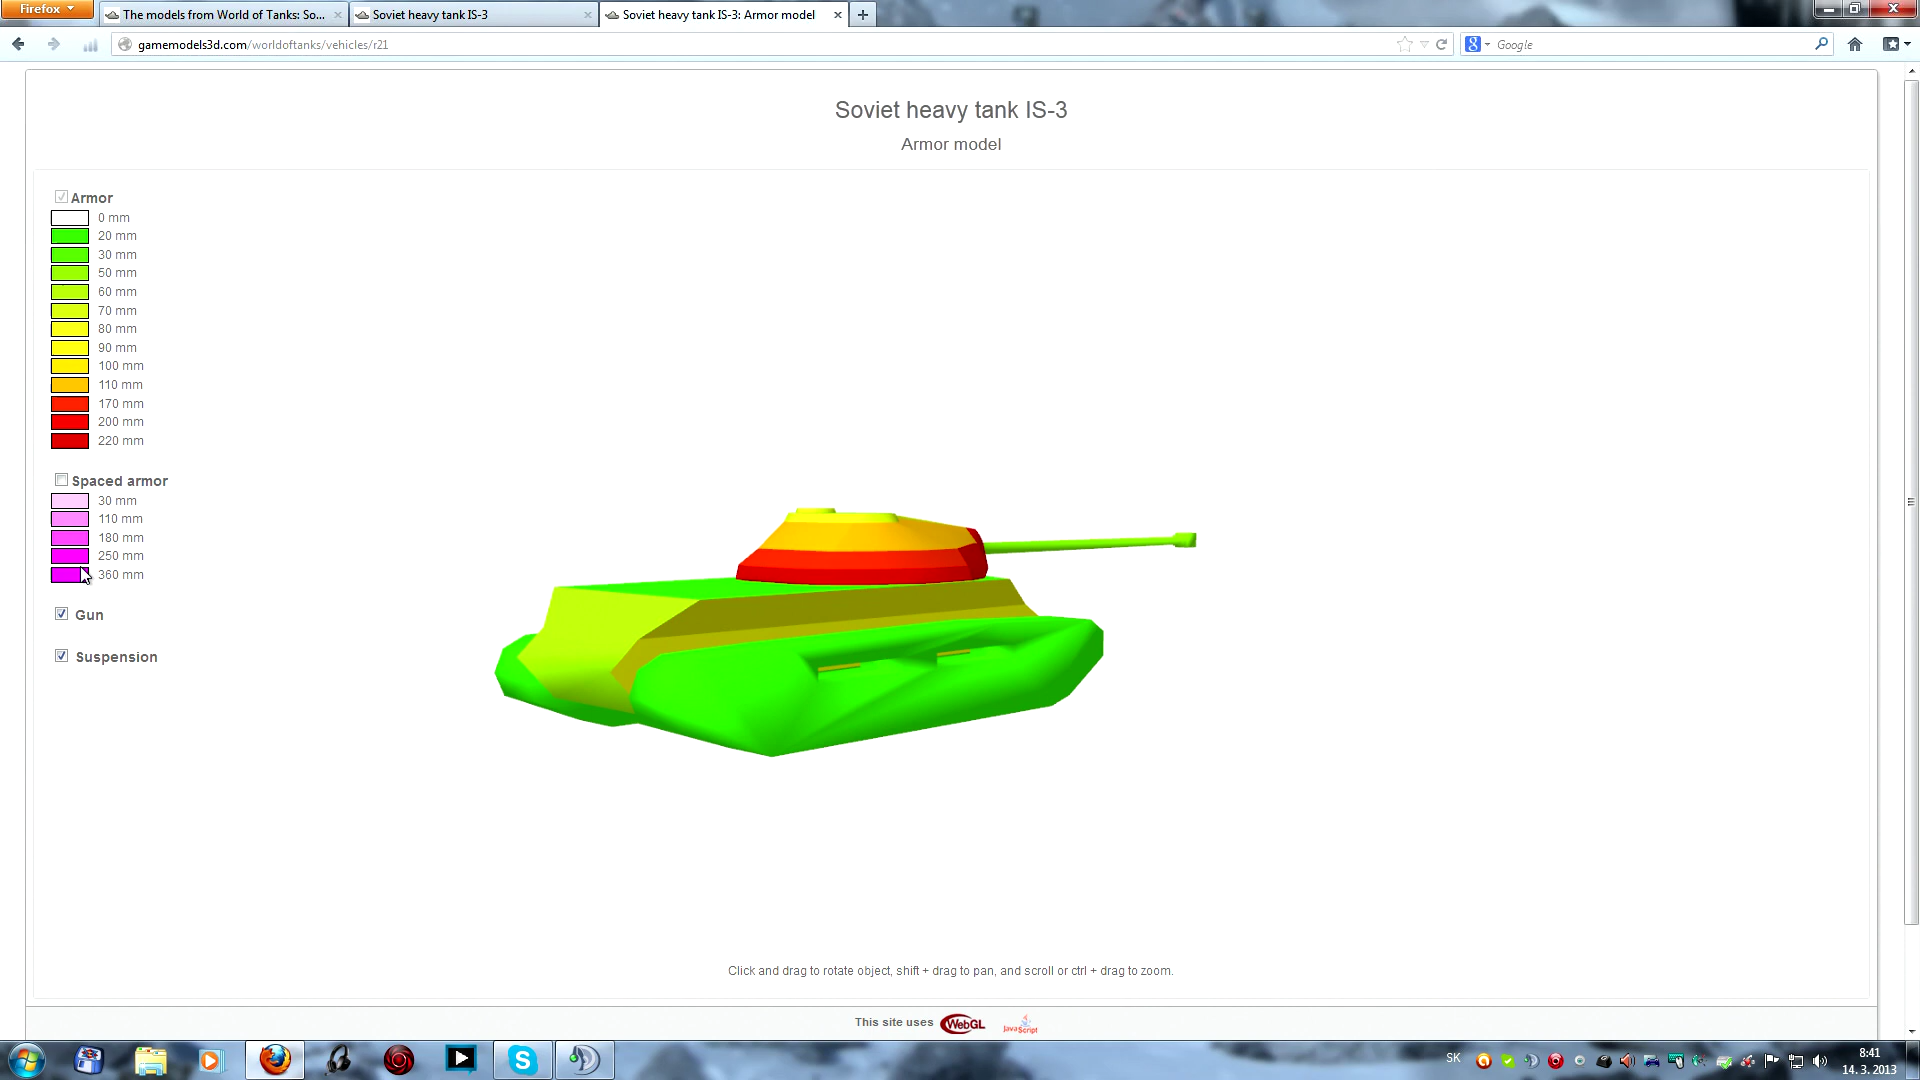 Firefox
The models from World of Tanks: So...
Soviet heavy tank IS-3
Soviet heavy tank IS-3: Armor model
gamemodels3d.com/worldoftanks/vehicles/r21
Google
Soviet heavy tank IS-3
Armor model
Armor
0 mm
20 mm
30 mm
50 mm
60 mm
70 mm
80 mm
90 mm
100 mm
110 mm
170 mm
200 mm
220 mm
Spaced armor
30 mm
110 mm
180 mm
250 mm
360 mm
Gun
Suspension
Click and drag to rotate object, shift + drag to pan, and scroll or ctrl + drag to zoom.
This site uses WebGL JavaScript
SK
8:41
14. 3. 2013